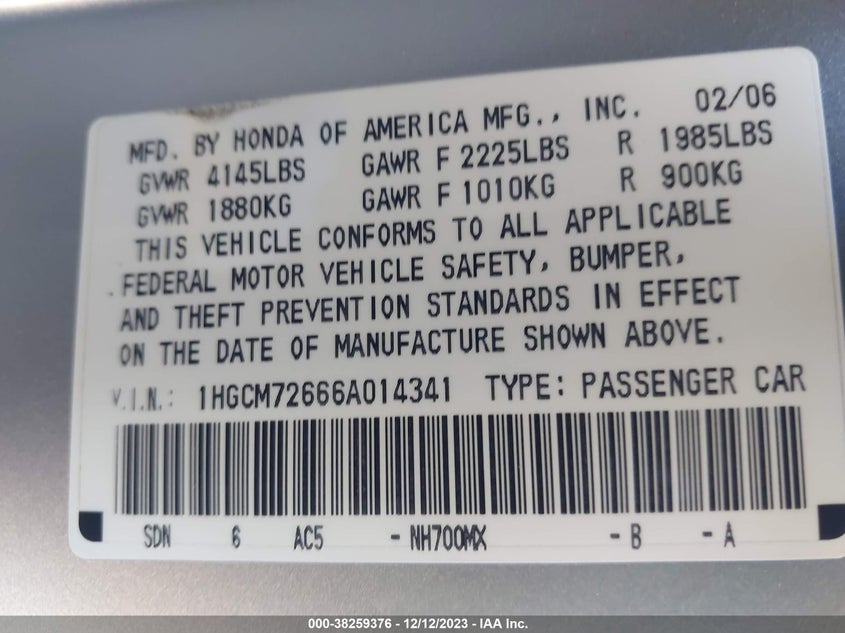 MFD. BY HONDA OF AMERICA MFG., INC. 02/06
GVWR 4145LBS GAWR F 2225LBS R 1985LBS
GVWR 1880KG GAWR F 1010KG R 900KG
THIS VEHICLE CONFORMS TO ALL APPLICABLE
FEDERAL MOTOR VEHICLE SAFETY, BUMPER,
AND THEFT PREVENTION STANDARDS IN EFFECT
ON THE DATE OF MANUFACTURE SHOWN ABOVE.
V.I.N.: 1HGCM72666A014341 TYPE: PASSENGER CAR
SDN 6 AC5 -NH700MX -B -A
000-38259376 - 12/12/2023 - IAA Inc.